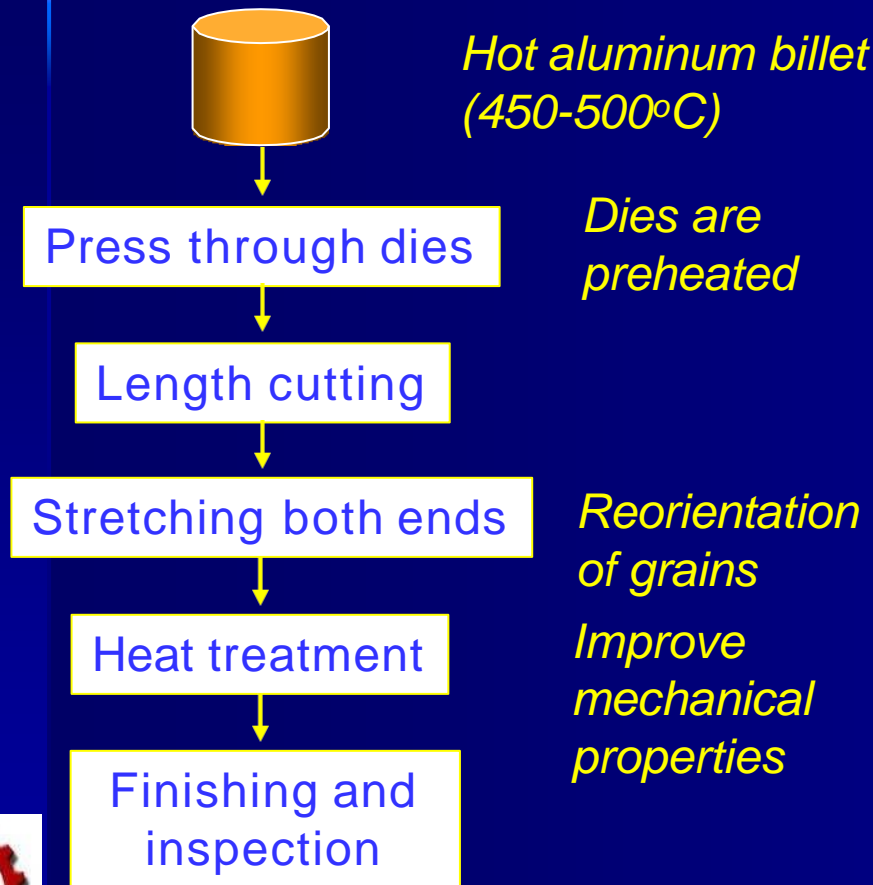 Hot aluminum billet
(450-500°C)
Press through dies
Dies are
preheated
Length cutting
Stretching both ends
Reorientation
of grains
Heat treatment
Improve
mechanical
properties
Finishing and
inspection